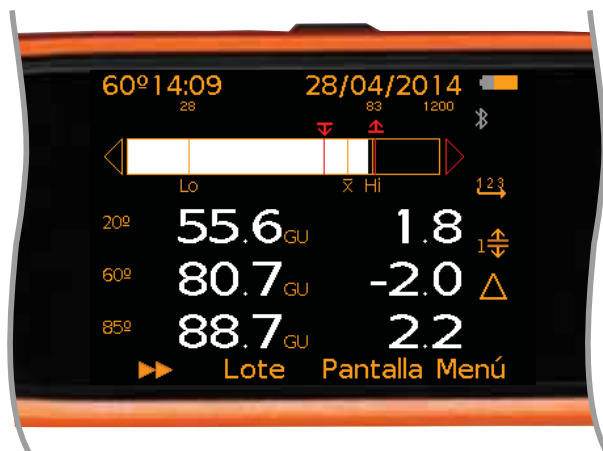 60º14:09 28/04/2014
28 83 1200
Lo x̄ Hi
123
20º 55.6GU 1.8
1
60º 80.7GU -2.0
85º 88.7GU 2.2
Lote Pantalla Menú